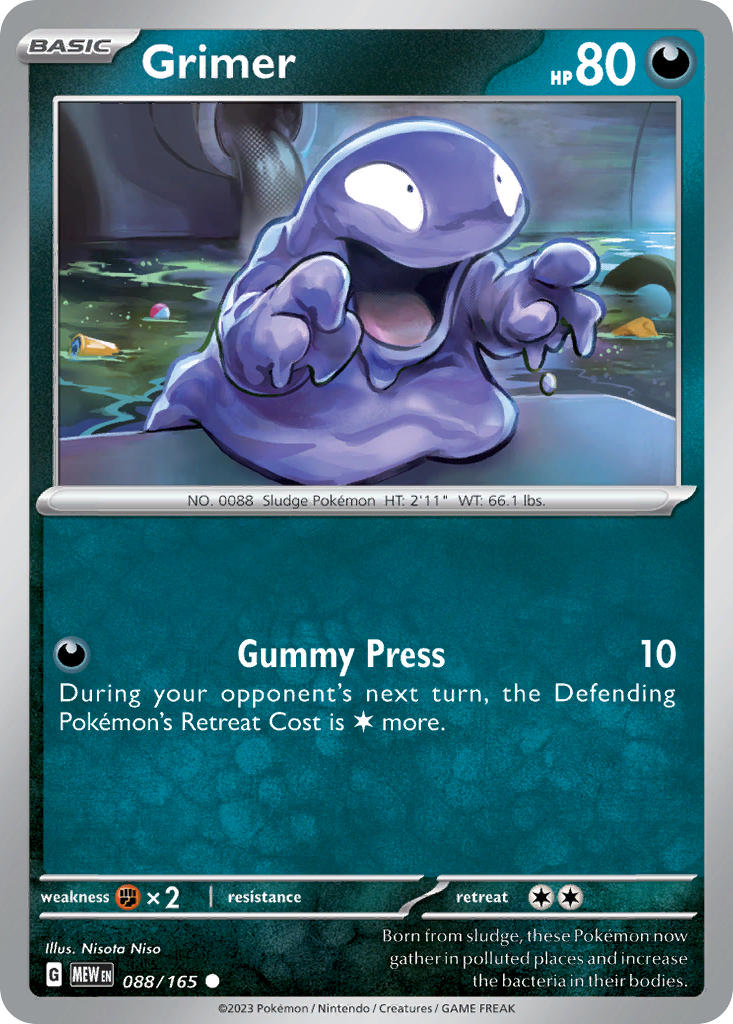 BASIC
Grimer
HP 80
NO. 0088 Sludge Pokémon HT: 2'11" WT: 66.1 lbs.
Gummy Press 10
During your opponent's next turn, the Defending
Pokémon's Retreat Cost is more.
weakness ×2 resistance retreat
Illus. Nisota Niso
Born from sludge, these Pokémon now
gather in polluted places and increase
the bacteria in their bodies.
G MEW EN 088/165
©2023 Pokémon / Nintendo / Creatures / GAME FREAK